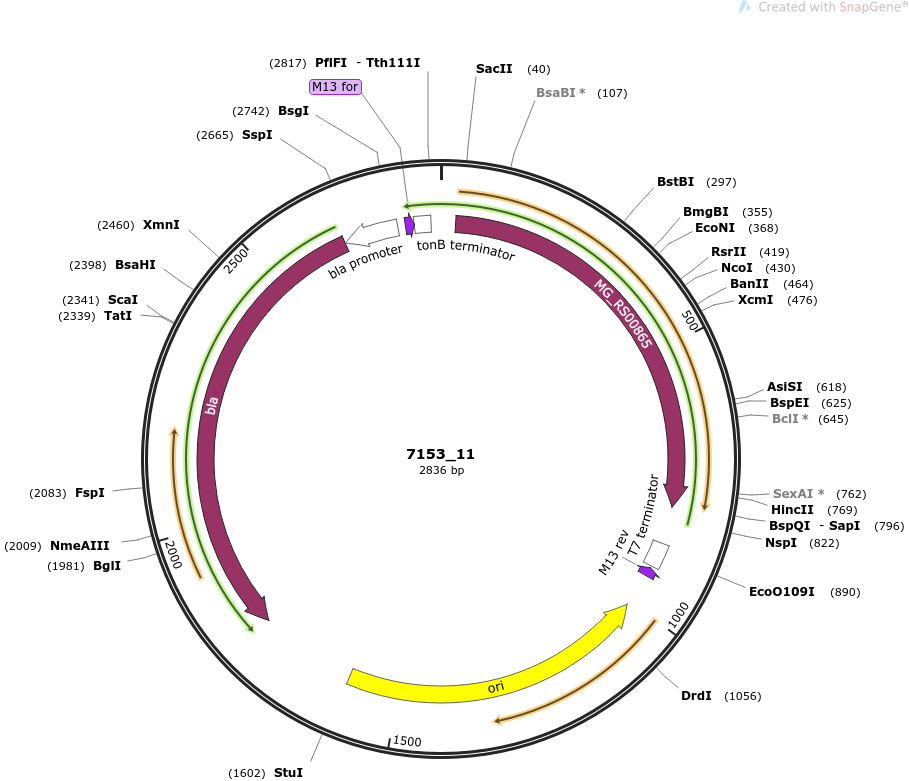 Created with SnapGene®
(2817) PflFI - Tth111I
M13 for
(2742) BsgI
(2665) SspI
(2460) XmnI
(2398) BsaHI
(2341) ScaI
(2339) TatI
(2083) FspI
(2009) NmeAIII
(1981) BglI
(1602) StuI
SacII (40)
BsaBI * (107)
BstBI (297)
BmgBI (355)
EcoNI (368)
RsrII (419)
NcoI (430)
BanII (464)
XcmI (476)
AsiSI (618)
BspEI (625)
BclI * (645)
SexAI * (762)
HincII (769)
BspQI - SapI (796)
NspI (822)
EcoO109I (890)
DrdI (1056)
500
1000
1500
2000
2500
bla promoter
tonB terminator
MG_RS00865
bla
T7 terminator
M13 rev
ori
7153_11
2836 bp